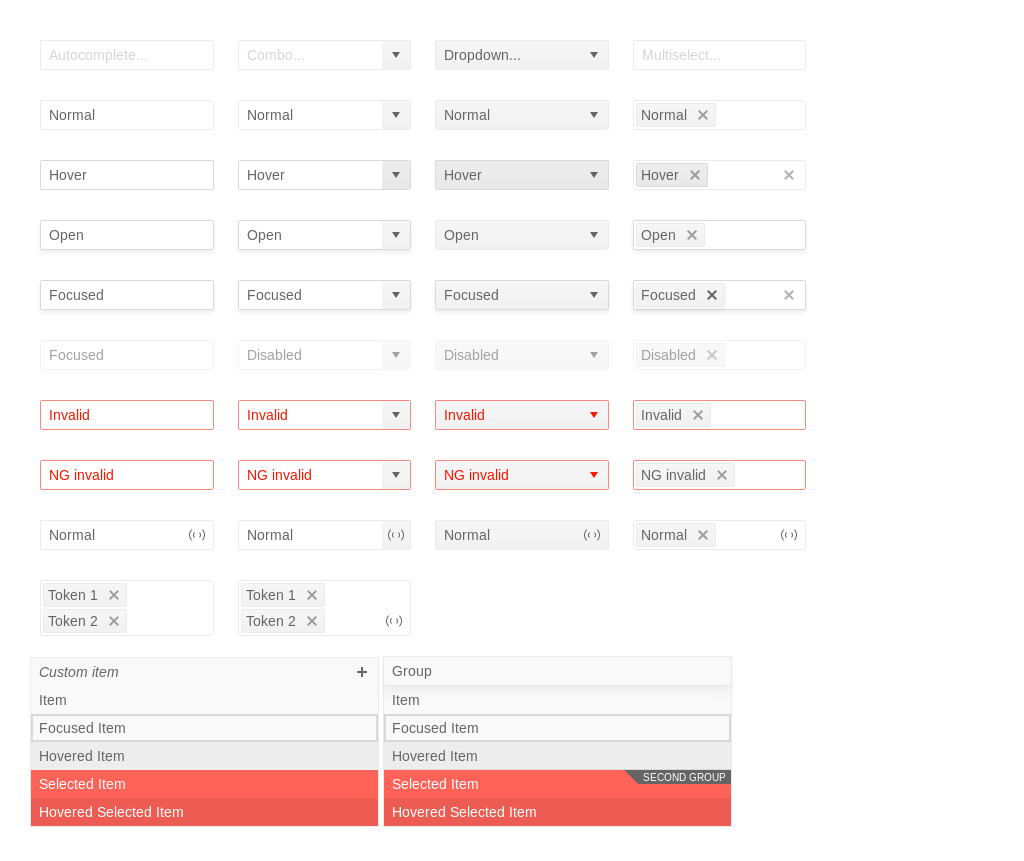 Autocomplete... Combo... Dropdown... Multiselect...
Normal Normal Normal Normal
Hover Hover Hover Hover
Open Open Open Open
Focused Focused Focused Focused
Focused Disabled Disabled Disabled
Invalid Invalid Invalid Invalid
NG invalid NG invalid NG invalid NG invalid
Normal Normal Normal Normal
Token 1 Token 1
Token 2 Token 2
Custom item
Item
Focused Item
Hovered Item
Selected Item
Hovered Selected Item
Group
Item
Focused Item
Hovered Item
Selected Item SECOND GROUP
Hovered Selected Item